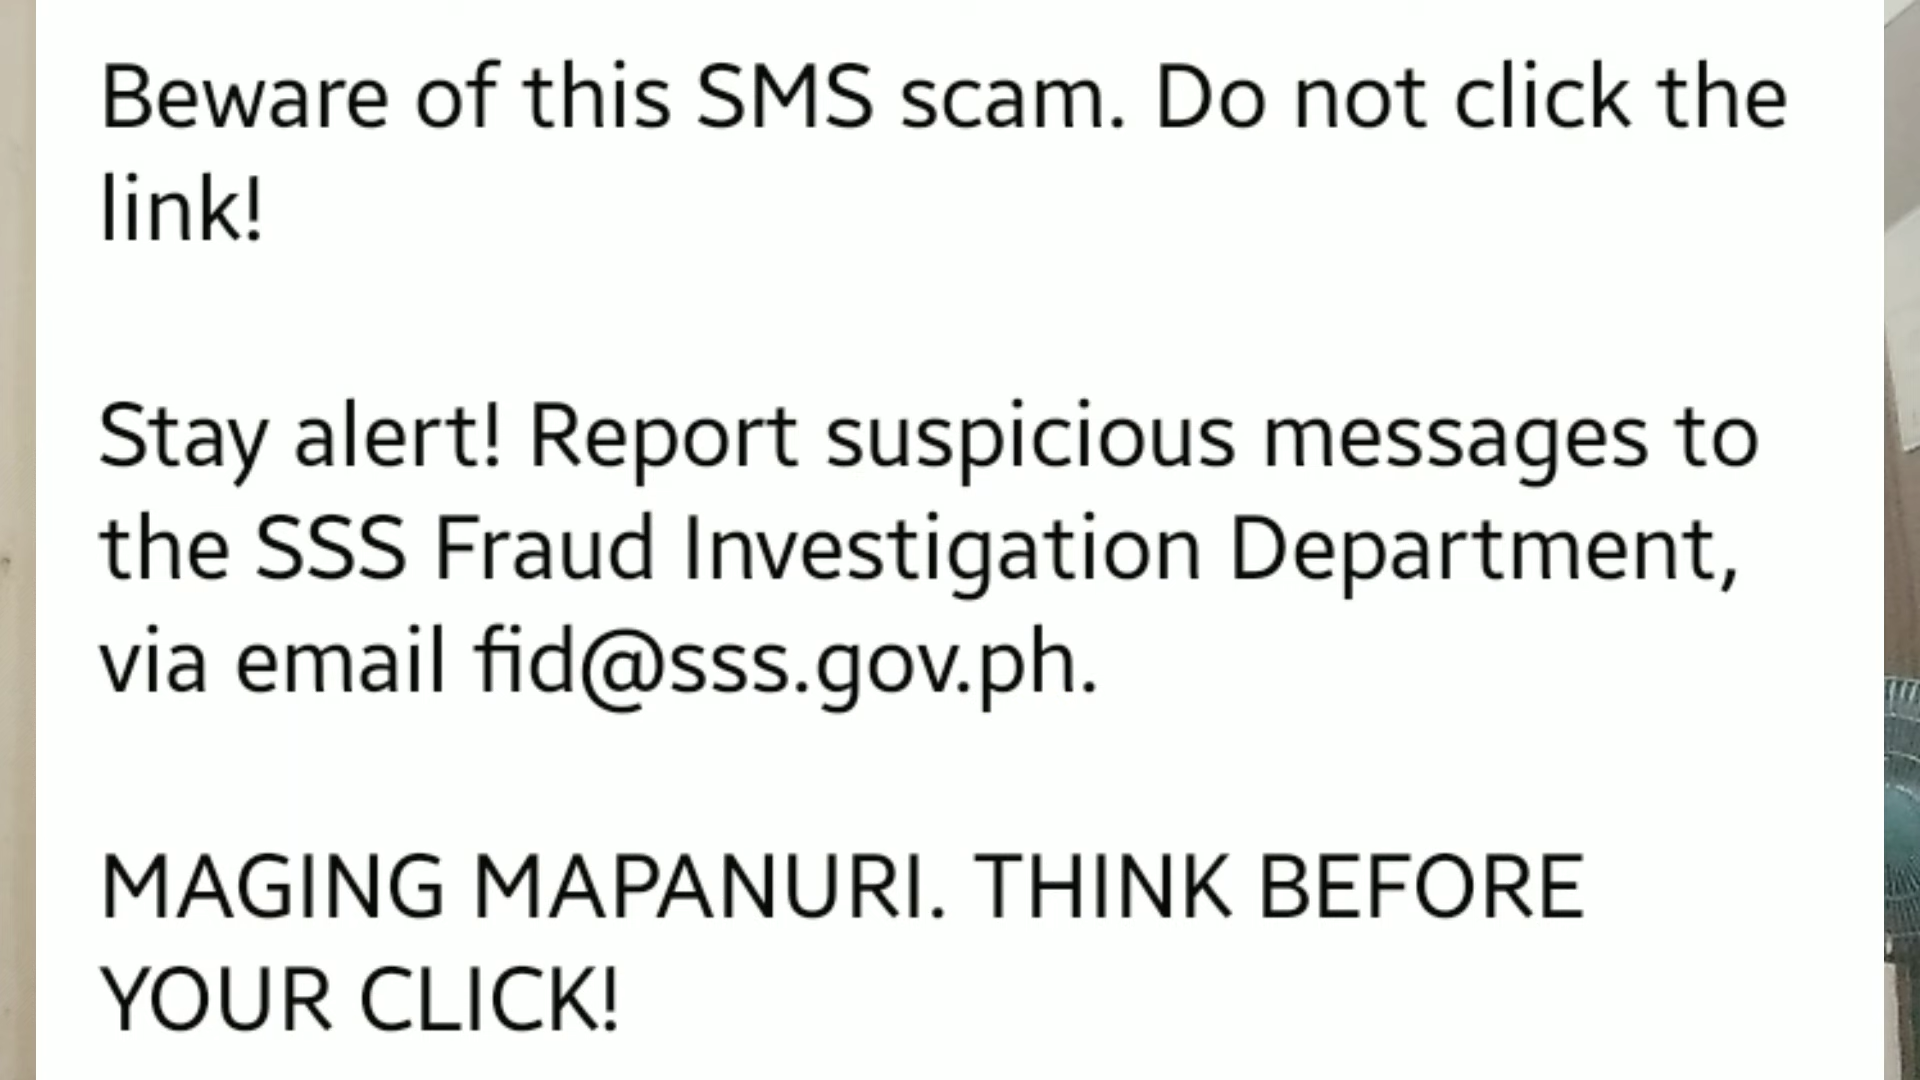 Beware of this SMS scam. Do not click the
link!
Stay alert! Report suspicious messages to
the SSS Fraud Investigation Department,
via email fid@sss.gov.ph.
MAGING MAPANURI. THINK BEFORE
YOUR CLICK!